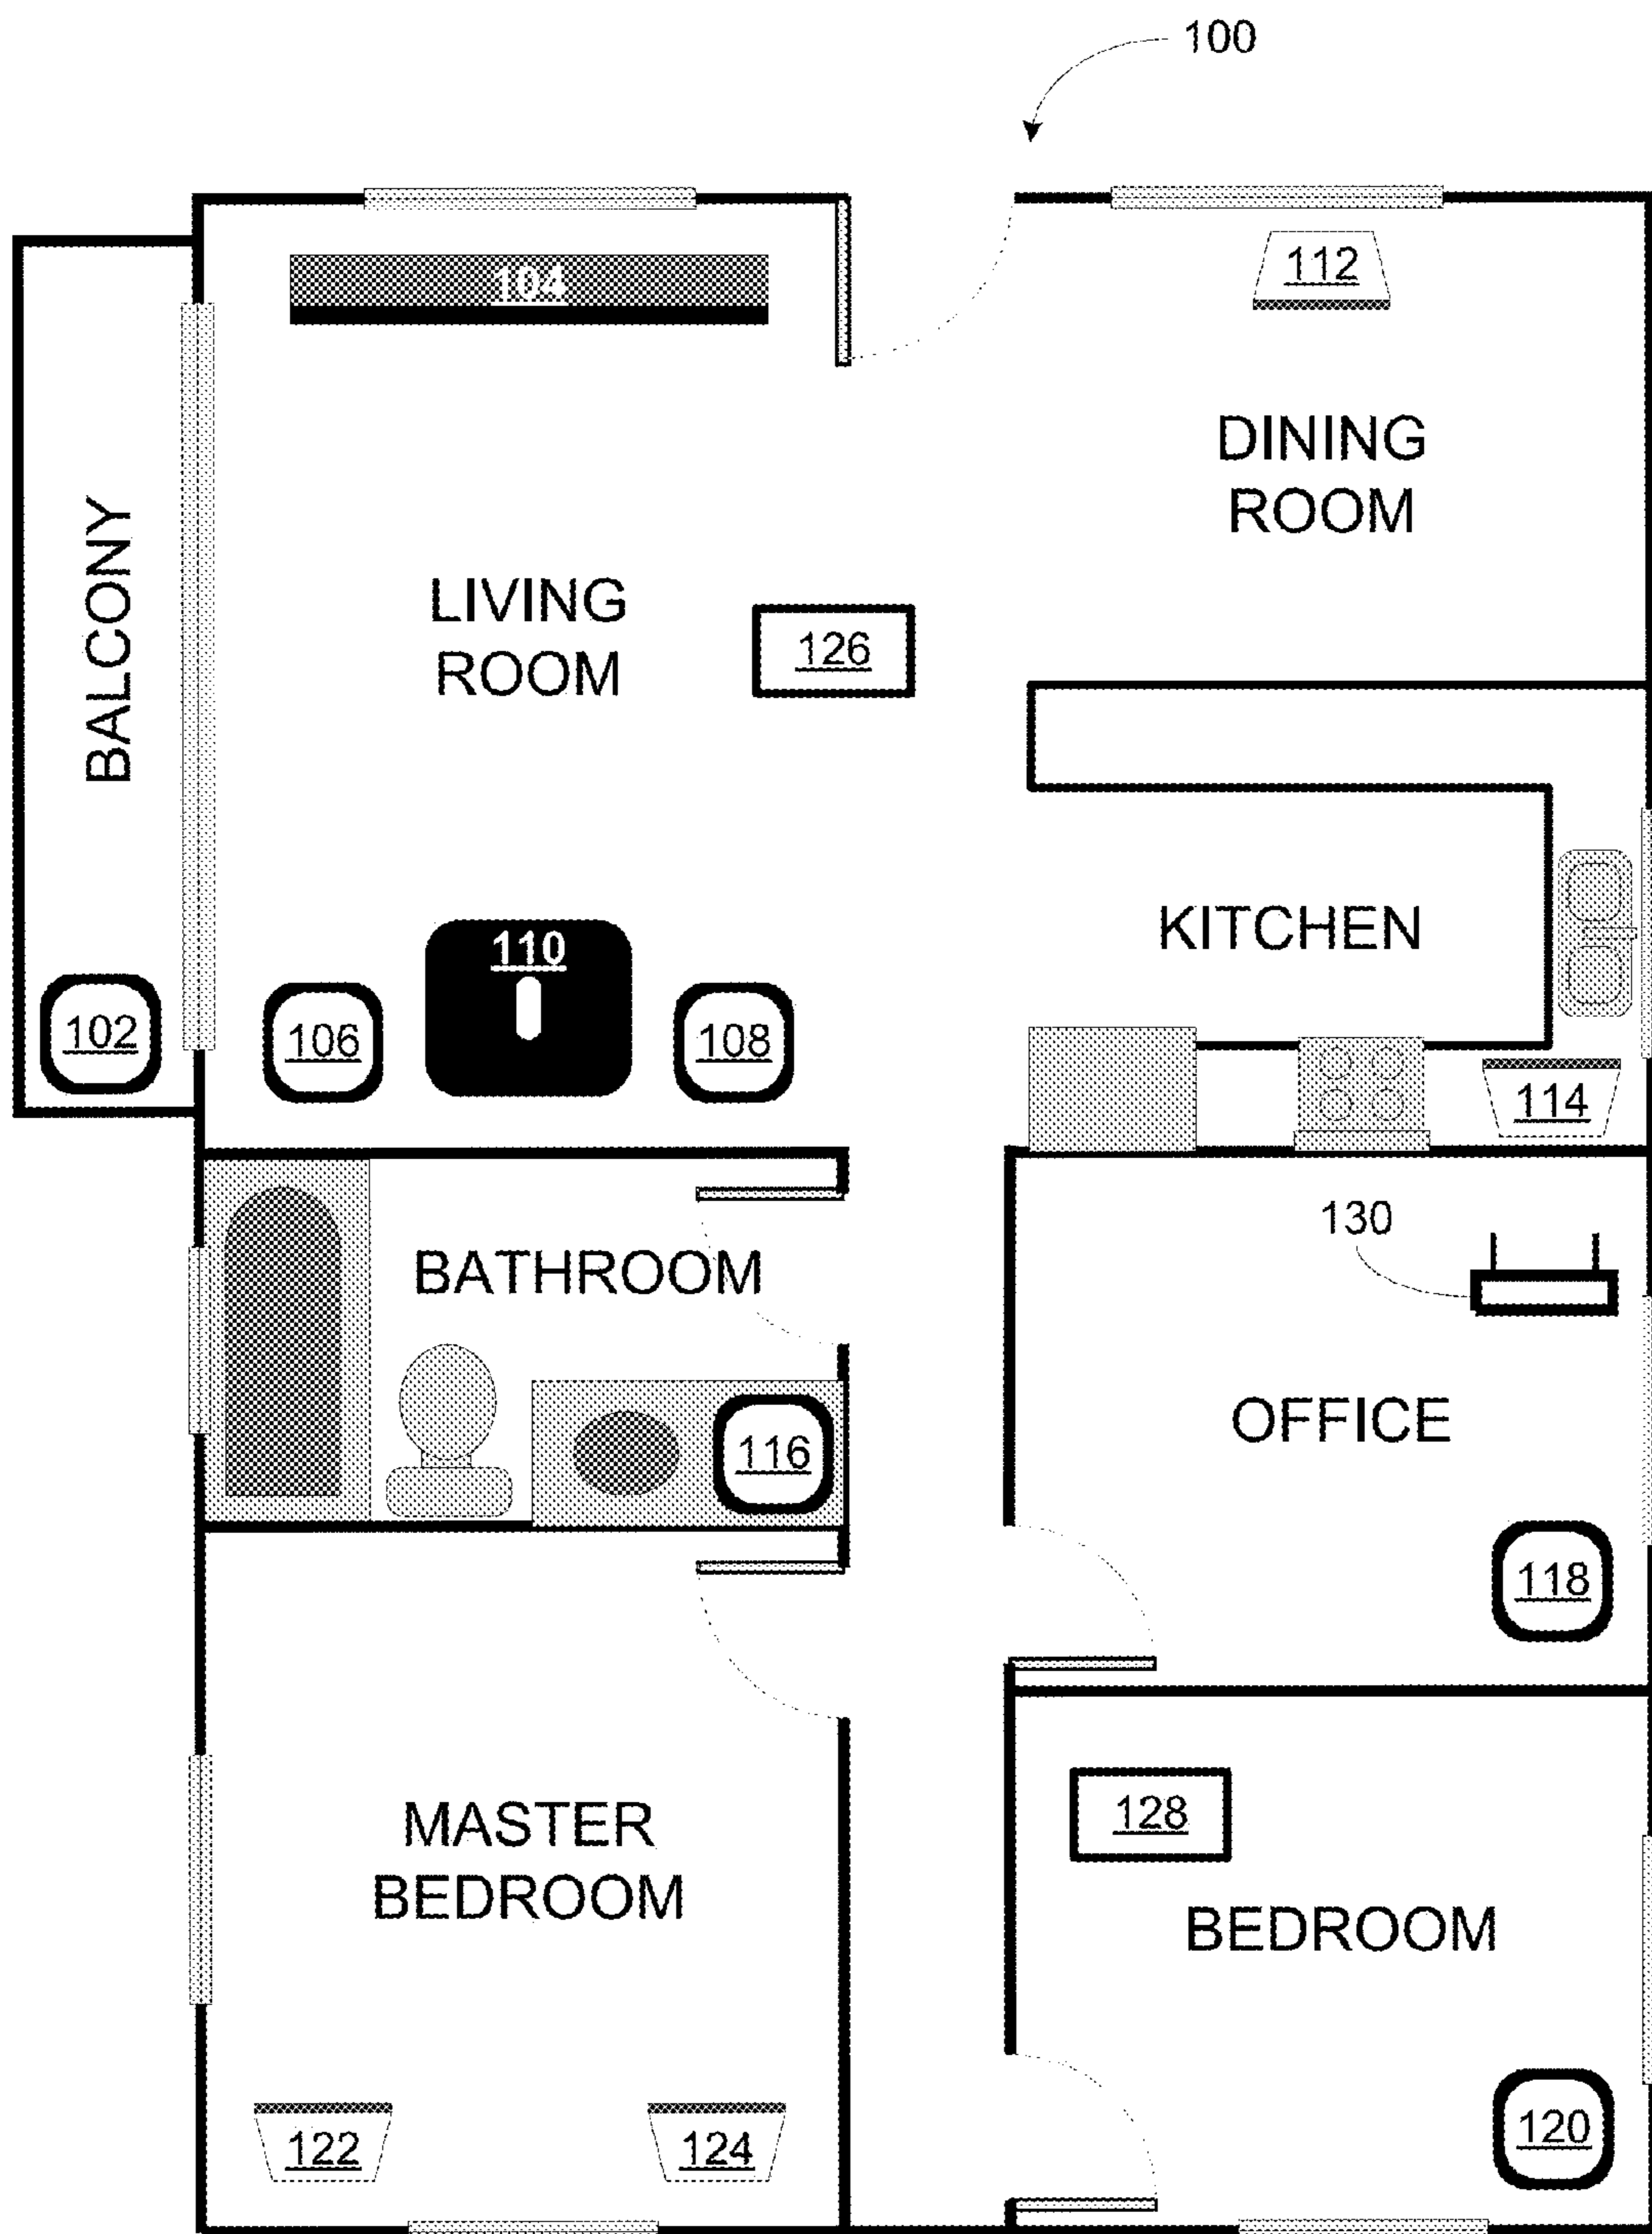 100
104
112
DINING
ROOM
BALCONY
LIVING
ROOM
126
110
KITCHEN
102
106
108
114
130
BATHROOM
OFFICE
116
118
128
MASTER
BEDROOM
BEDROOM
122
124
120